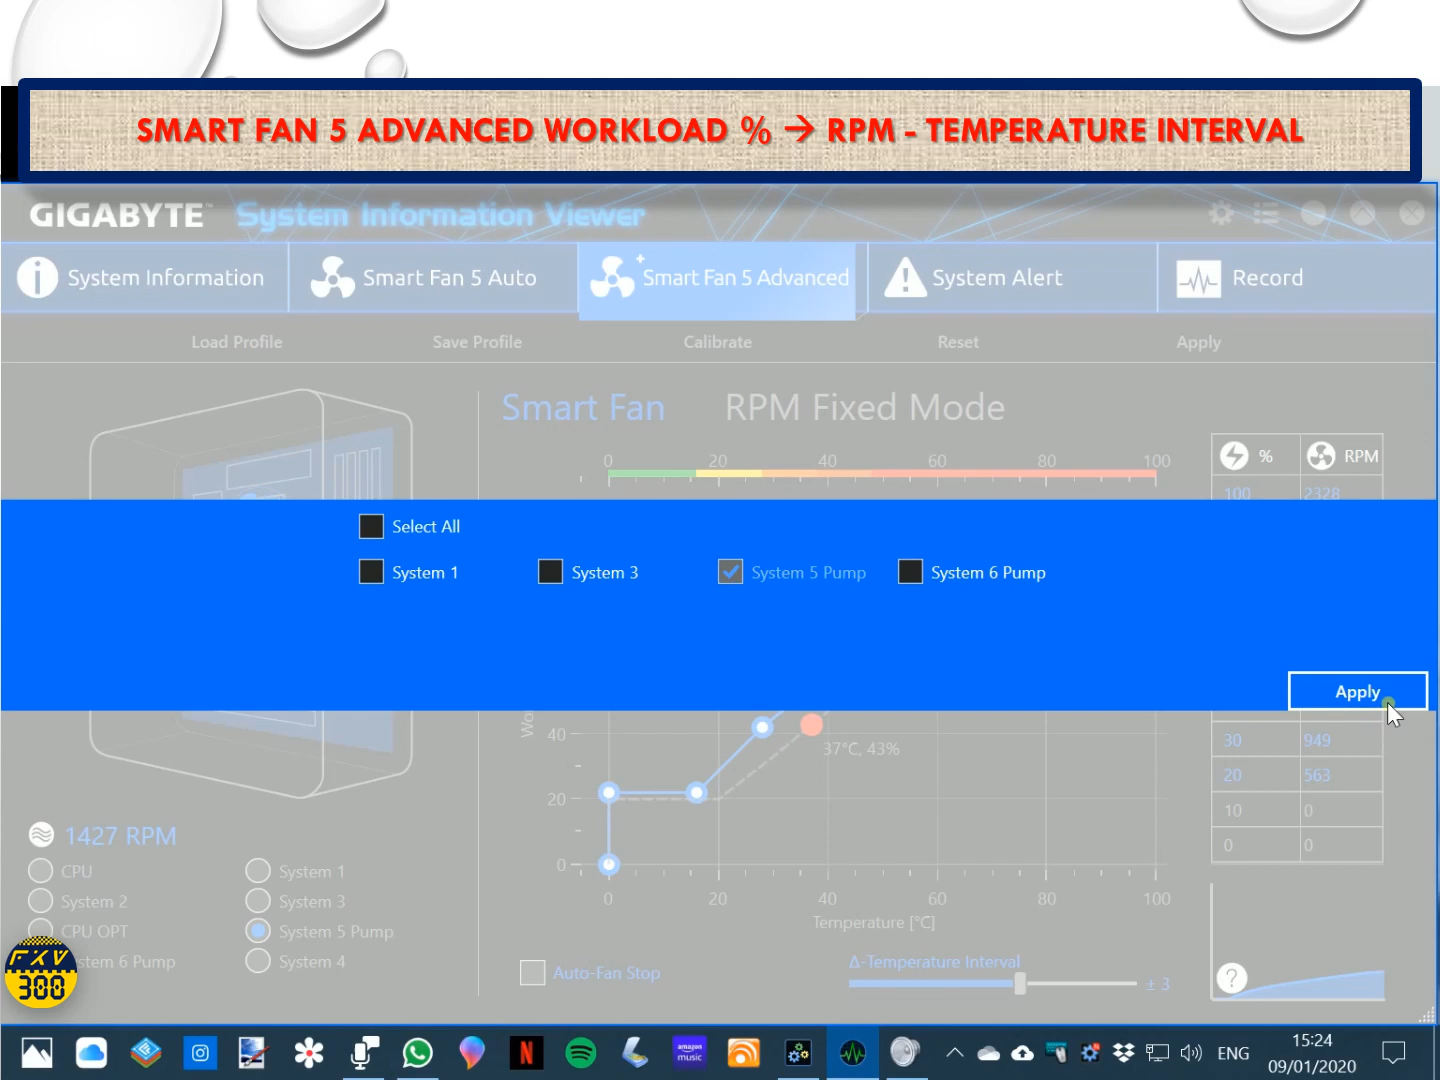 SMART FAN 5 ADVANCED WORKLOAD % → RPM - TEMPERATURE INTERVAL
GIGABYTE™ System Information Viewer
System Information
Smart Fan 5 Auto
Smart Fan 5 Advanced
System Alert
Record
Load Profile
Save Profile
Calibrate
Reset
Apply
Smart Fan
RPM Fixed Mode
0 20 40 60 80 100
% RPM
100 2328
Select All
System 1
System 3
System 5 Pump
System 6 Pump
Apply
40
37°C, 43%
20
0
0 20 40 60 80 100
Temperature [°C]
30 949
20 563
10 0
0 0
1427 RPM
CPU
System 1
System 2
System 3
CPU OPT
System 5 Pump
stem 6 Pump
System 4
FXV
300
Auto-Fan Stop
Δ-Temperature Interval
± 3
?
amazon
music
ENG
15:24
09/01/2020